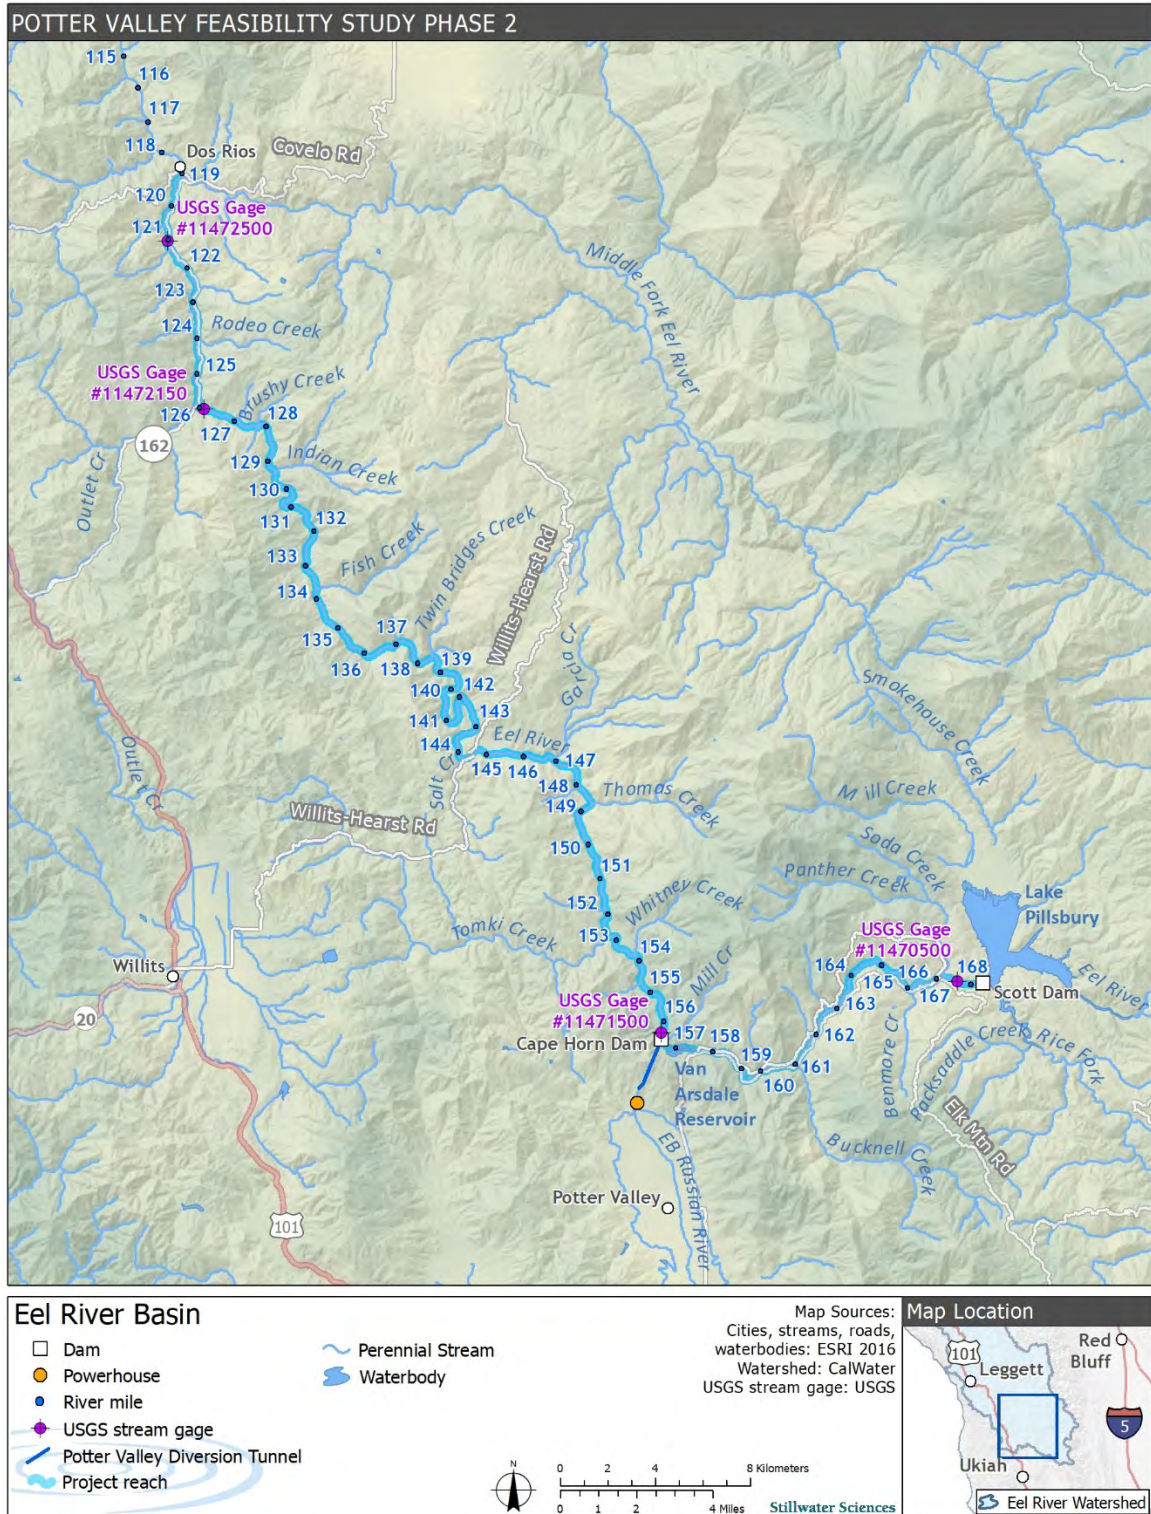 POTTER VALLEY FEASIBILITY STUDY PHASE 2
115
116
117
118
Dos Rios
Covelo Rd
119
120
USGS Gage
#11472500
121
122
Middle Fork Eel River
123
124
Rodeo Creek
125
USGS Gage
#11472150
Brushy Creek
126
127
128
162
129
Indian Creek
Outlet Cr
130
131
132
133
Fish Creek
Twin Bridges Creek
Willits-Hearst Rd
134
135
136
137
138
139
Garcia Cr
140
142
141
143
Smokehouse Creek
144
Eel River
145
146
147
Salt Cr
Outlet Cr
148
Thomas Creek
149
Mill Creek
Willits-Hearst Rd
150
Soda Creek
151
Panther Creek
152
Whitney Creek
Lake
Pillsbury
Tomki Creek
153
154
USGS Gage
#11470500
Willits
155
Mill Cr
164
165
166
167
168
Eel River
Scott Dam
USGS Gage
#11471500
156
163
20
Cape Horn Dam
157
158
162
Packsaddle Creek
Rice Fork
159
160
161
Benmore Cr
Van
Arsdale
Reservoir
Elk Mtn Rd
EB Russian River
Bucknell Creek
Potter Valley
101
Eel River Basin
Dam
Powerhouse
River mile
USGS stream gage
Potter Valley Diversion Tunnel
Project reach
Perennial Stream
Waterbody
Map Sources:
Cities, streams, roads,
waterbodies: ESRI 2016
Watershed: CalWater
USGS stream gage: USGS
N
0 2 4 8 Kilometers
0 1 2 4 Miles
Stillwater Sciences
Map Location
101
Leggett
Red
Bluff
5
Ukiah
Eel River Watershed